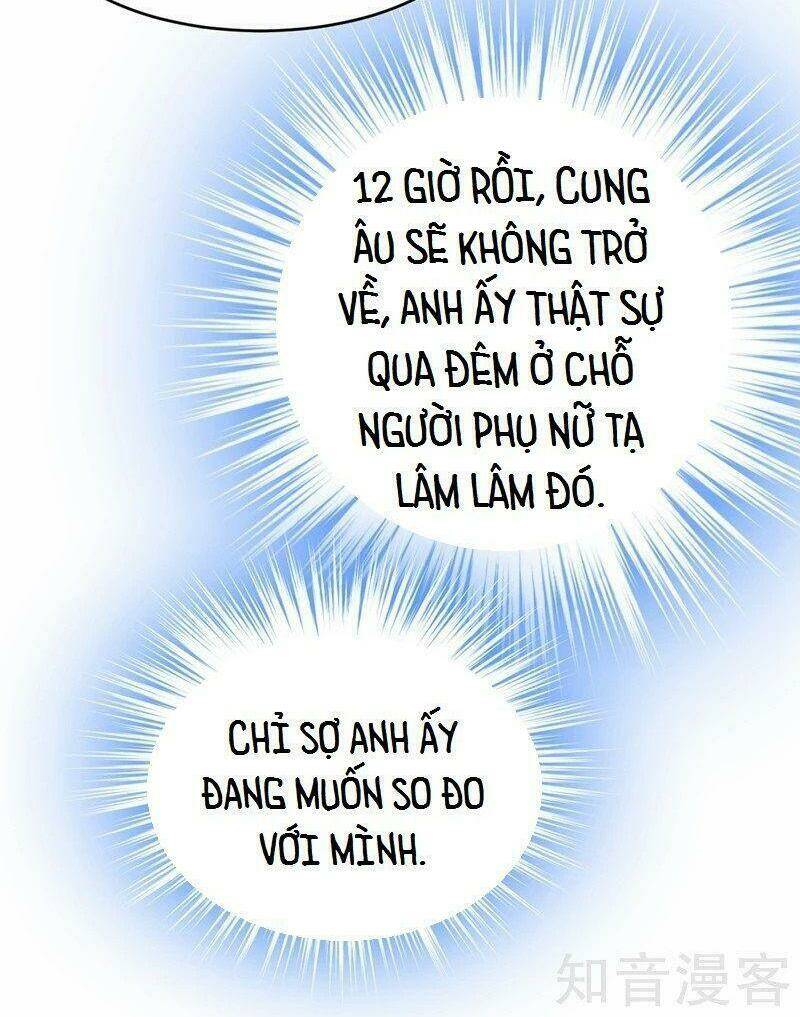 12 GIỜ RỒI, CUNG
ÂU SẼ KHÔNG TRỞ
VỀ, ANH ẤY THẬT SỰ
QUA ĐÊM Ở CHỖ
NGƯỜI PHỤ NỮ TẠ
LÂM LÂM ĐÓ.
CHỈ SỢ ANH ẤY
ĐANG MUỐN SO ĐO
VỚI MÌNH.
知音漫客